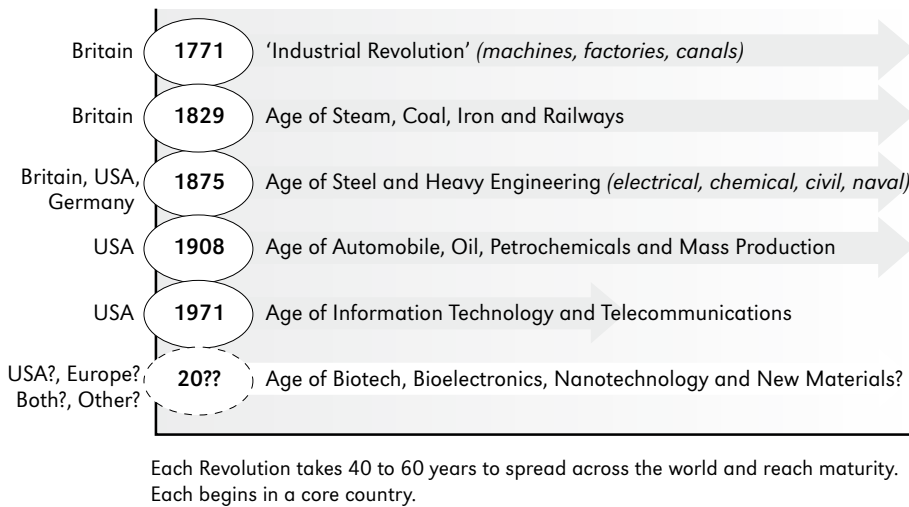 Britain 1771 ‘Industrial Revolution’ (machines, factories, canals)
Britain 1829 Age of Steam, Coal, Iron and Railways
Britain, USA,
Germany
1875 Age of Steel and Heavy Engineering (electrical, chemical, civil, naval)
USA 1908 Age of Automobile, Oil, Petrochemicals and Mass Production
USA 1971 Age of Information Technology and Telecommunications
USA?, Europe?
Both?, Other?
20?? Age of Biotech, Bioelectronics, Nanotechnology and New Materials?
Each Revolution takes 40 to 60 years to spread across the world and reach maturity.
Each begins in a core country.